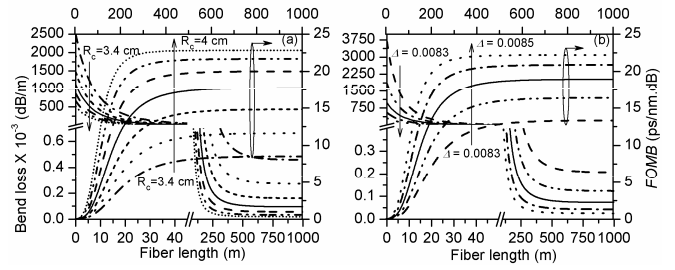 0 200 400 600 800 1000
0 200 400 600 800 1000
2500
2000
1500
1000
500
0.6
0.4
0.2
0.0
Bend loss X 10⁻³ (dB/m)
(a)
R꜀=3.4 cm
R꜀=4 cm
R꜀=3.4 cm
25
20
15
10
5
0
0 10 20 30 40 250 500 750 1000
Fiber length (m)
3750
3000
2250
1500
750
0.3
0.2
0.1
0.0
(b)
Δ = 0.0083
Δ = 0.0085
Δ = 0.0083
25
20
15
10
5
0
FOMB (ps/nm.dB)
0 10 20 30 40 250 500 750 1000
Fiber length (m)